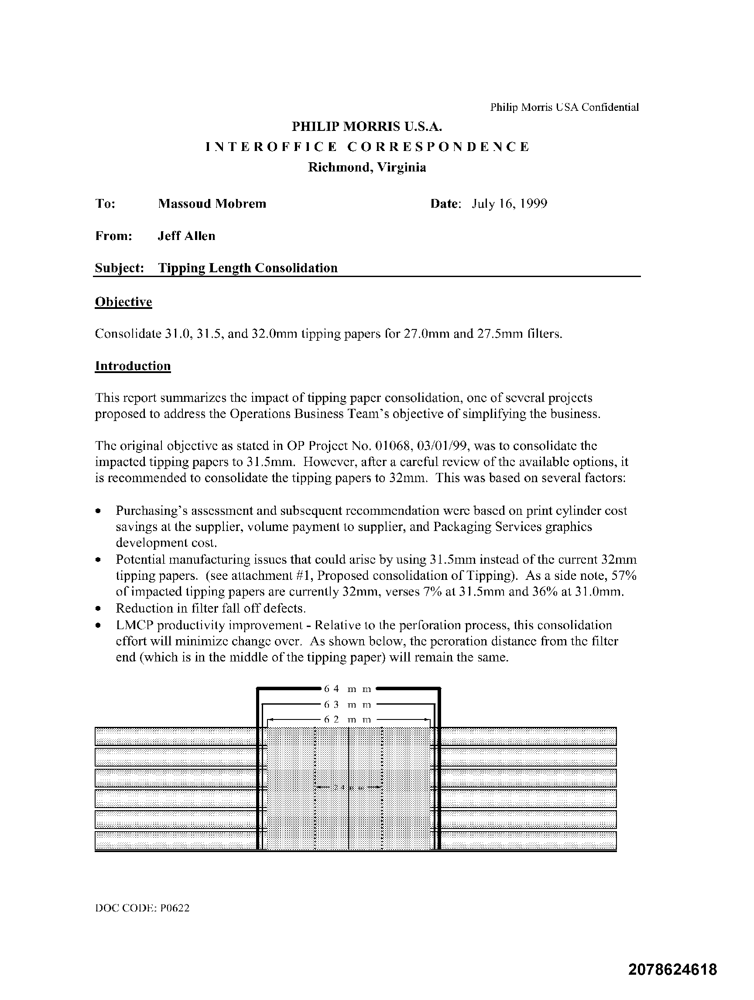 Philip Morris USA Confidential
PHILIP MORRIS U.S.A.
INTEROFFICE CORRESPONDENCE
Richmond, Virginia
To: Massoud Mobrem Date: July 16, 1999
From: Jeff Allen
Subject: Tipping Length Consolidation
Objective
Consolidate 31.0, 31.5, and 32.0mm tipping papers for 27.0mm and 27.5mm filters.
Introduction
This report summarizes the impact of tipping paper consolidation, one of several projects
proposed to address the Operations Business Team's objective of simplifying the business.
The original objective as stated in OP Project No. 01068, 03/01/99, was to consolidate the
impacted tipping papers to 31.5mm. However, after a careful review of the available options, it
is recommended to consolidate the tipping papers to 32mm. This was based on several factors:
• Purchasing's assessment and subsequent recommendation were based on print cylinder cost
savings at the supplier, volume payment to supplier, and Packaging Services graphics
development cost.
• Potential manufacturing issues that could arise by using 31.5mm instead of the current 32mm
tipping papers. (see attachment #1, Proposed consolidation of Tipping). As a side note, 57%
of impacted tipping papers are currently 32mm, verses 7% at 31.5mm and 36% at 31.0mm.
• Reduction in filter fall off defects.
• LMCP productivity improvement - Relative to the perforation process, this consolidation
effort will minimize change over. As shown below, the peroration distance from the filter
end (which is in the middle of the tipping paper) will remain the same.
64 mm
63 mm
62 mm
24 mm
DOC CODE: P0622
2078624618